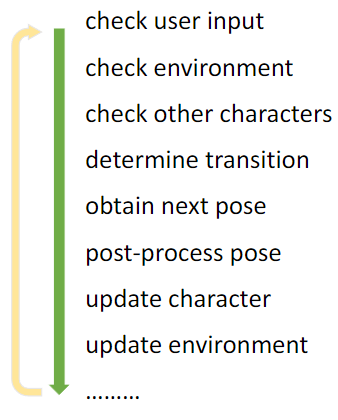 check user input
check environment
check other characters
determine transition
obtain next pose
post-process pose
update character
update environment
………